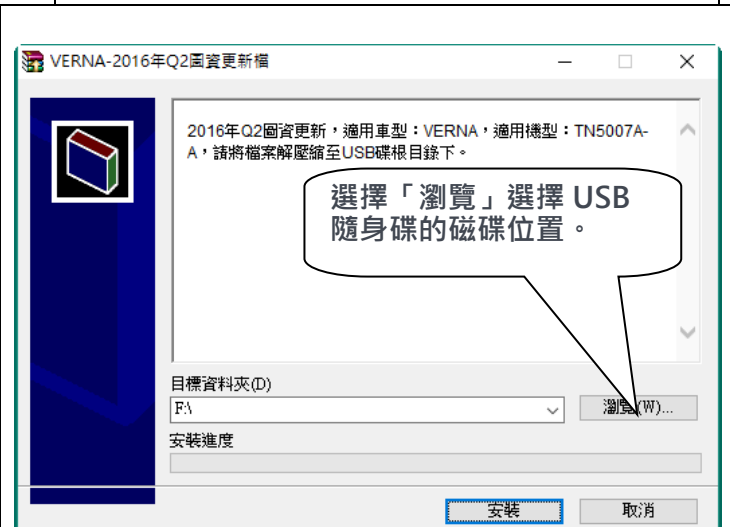 VERNA-2016年Q2圖資更新檔
2016年Q2圖資更新，適用車型：VERNA，適用機型：TN5007A-
A，請將檔案解壓縮至USB碟根目錄下。
選擇「瀏覽」選擇 USB
隨身碟的磁碟位置。
目標資料夾(D)
F:\
瀏覽(W)...
安裝進度
安裝
取消